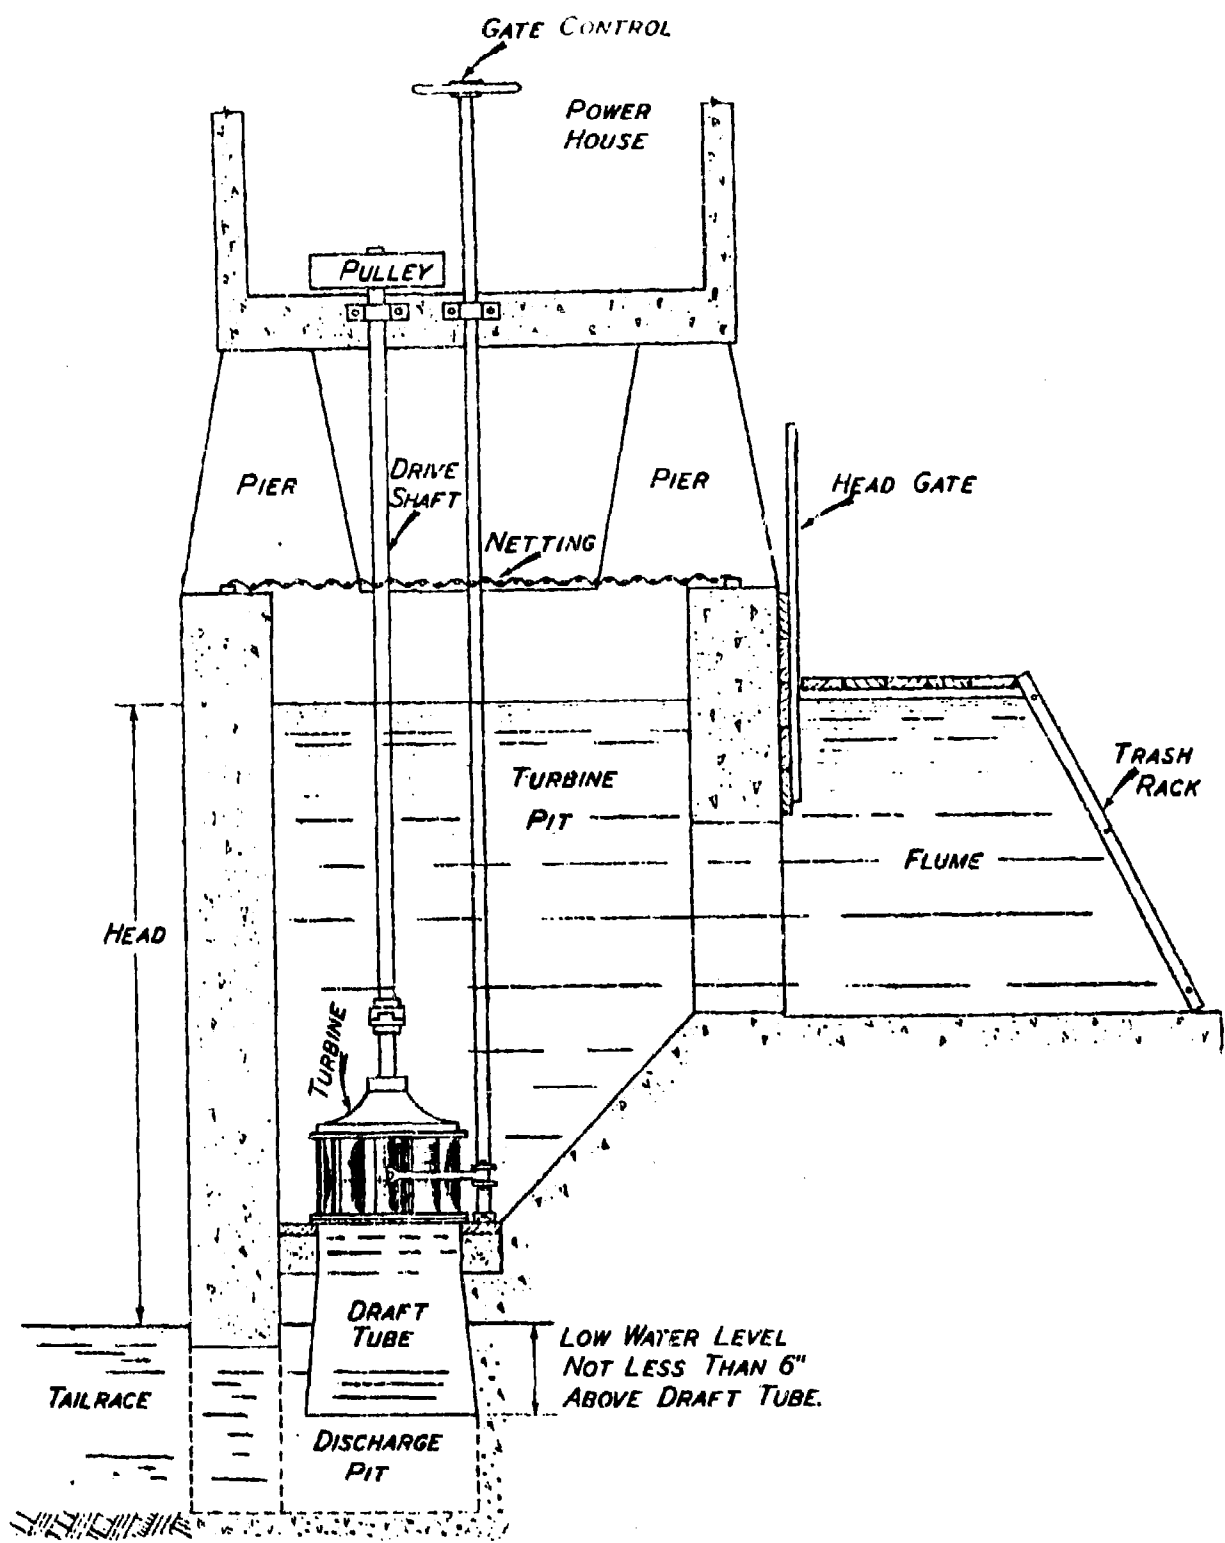 GATE CONTROL
POWER
HOUSE
PULLEY
PIER
DRIVE
SHAFT
PIER
HEAD GATE
NETTING
TURBINE
PIT
TRASH
RACK
FLUME
HEAD
TURBINE
DRAFT
TUBE
LOW WATER LEVEL
NOT LESS THAN 6"
ABOVE DRAFT TUBE.
TAILRACE
DISCHARGE
PIT